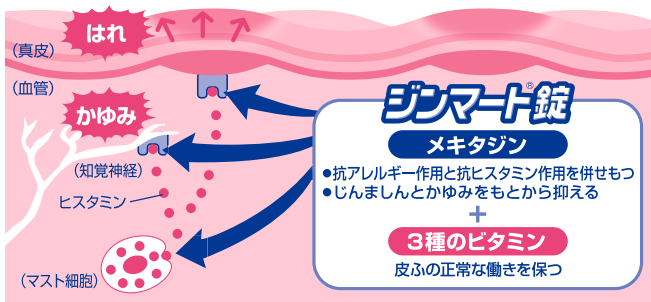 はれ
（真皮）
（血管）
かゆみ
（知覚神経）
ヒスタミン
（マスト細胞）
ジンマート®錠
メキタジン
●抗アレルギー作用と抗ヒスタミン作用を併せもつ
●じんましんとかゆみをもとから抑える
+
3種のビタミン
皮ふの正常な働きを保つ